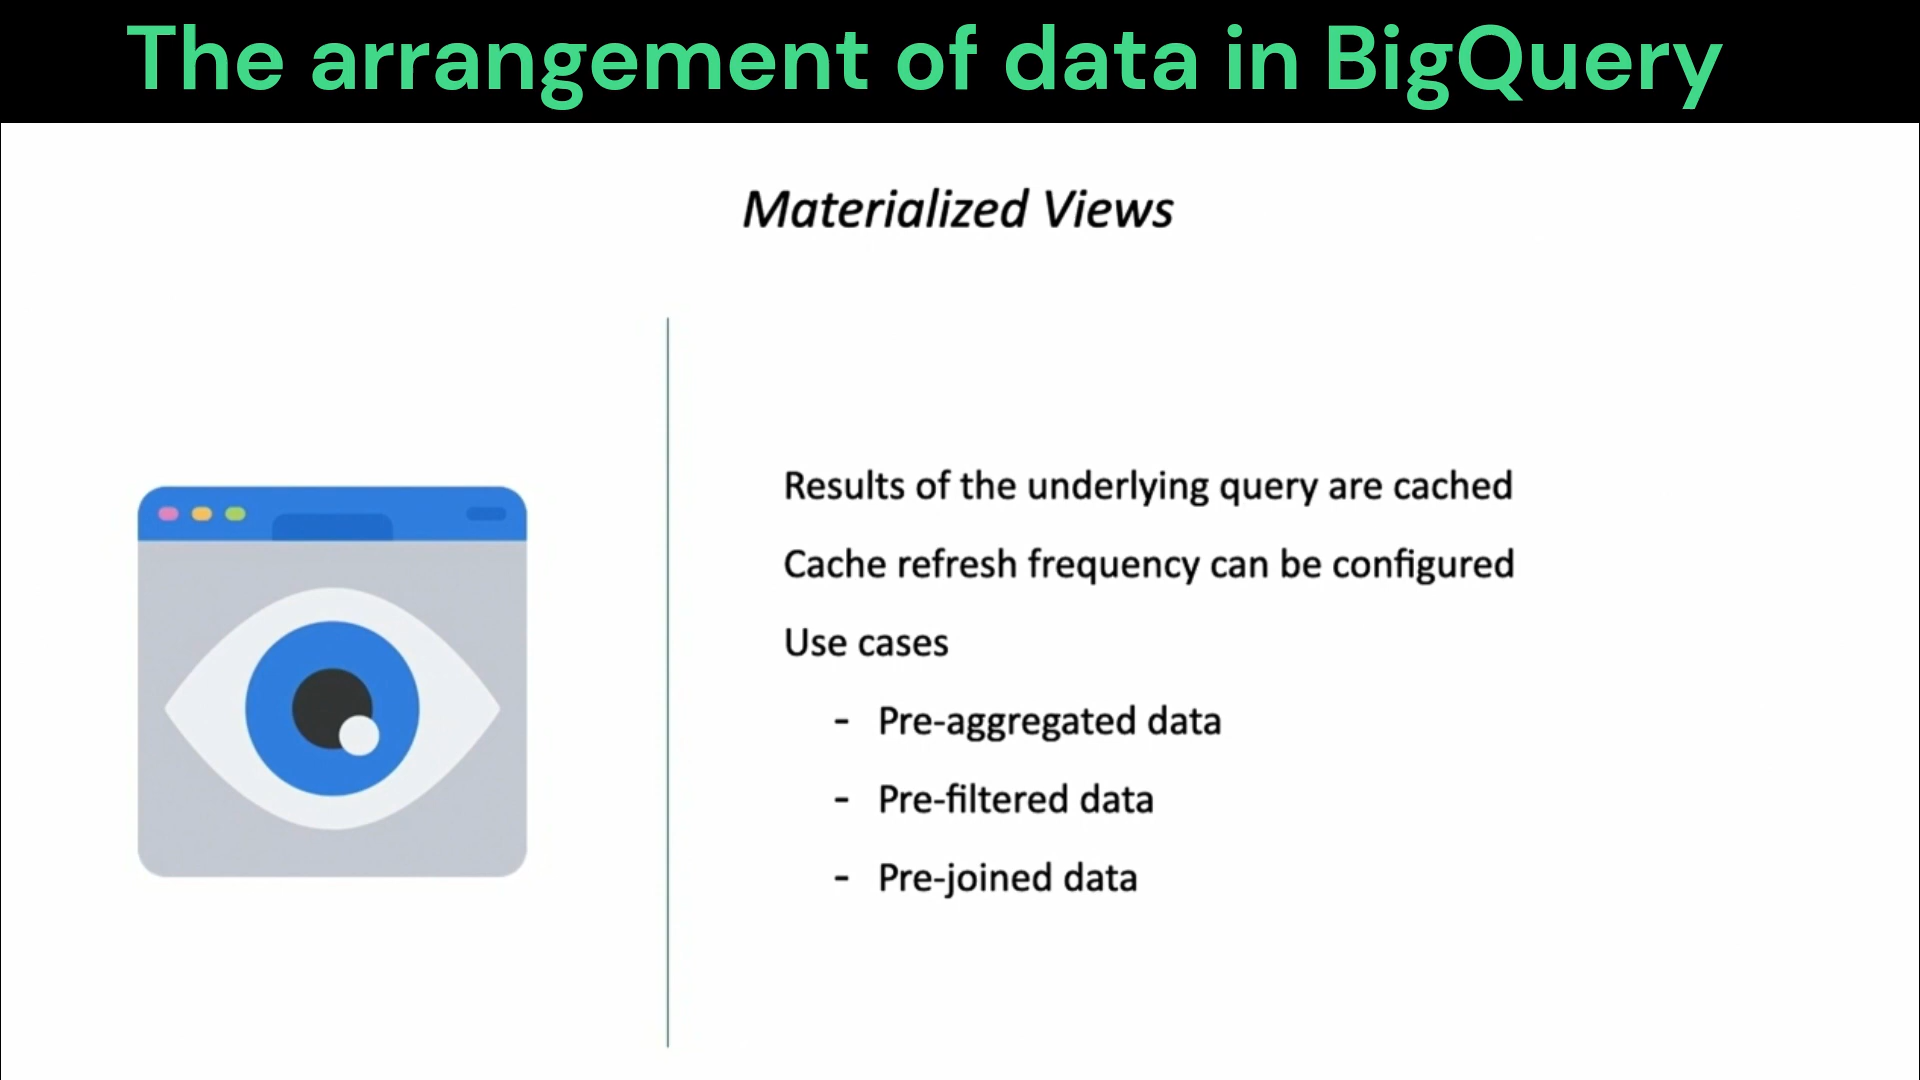 The arrangement of data in BigQuery
Materialized Views
Results of the underlying query are cached
Cache refresh frequency can be configured
Use cases
- Pre-aggregated data
- Pre-filtered data
- Pre-joined data